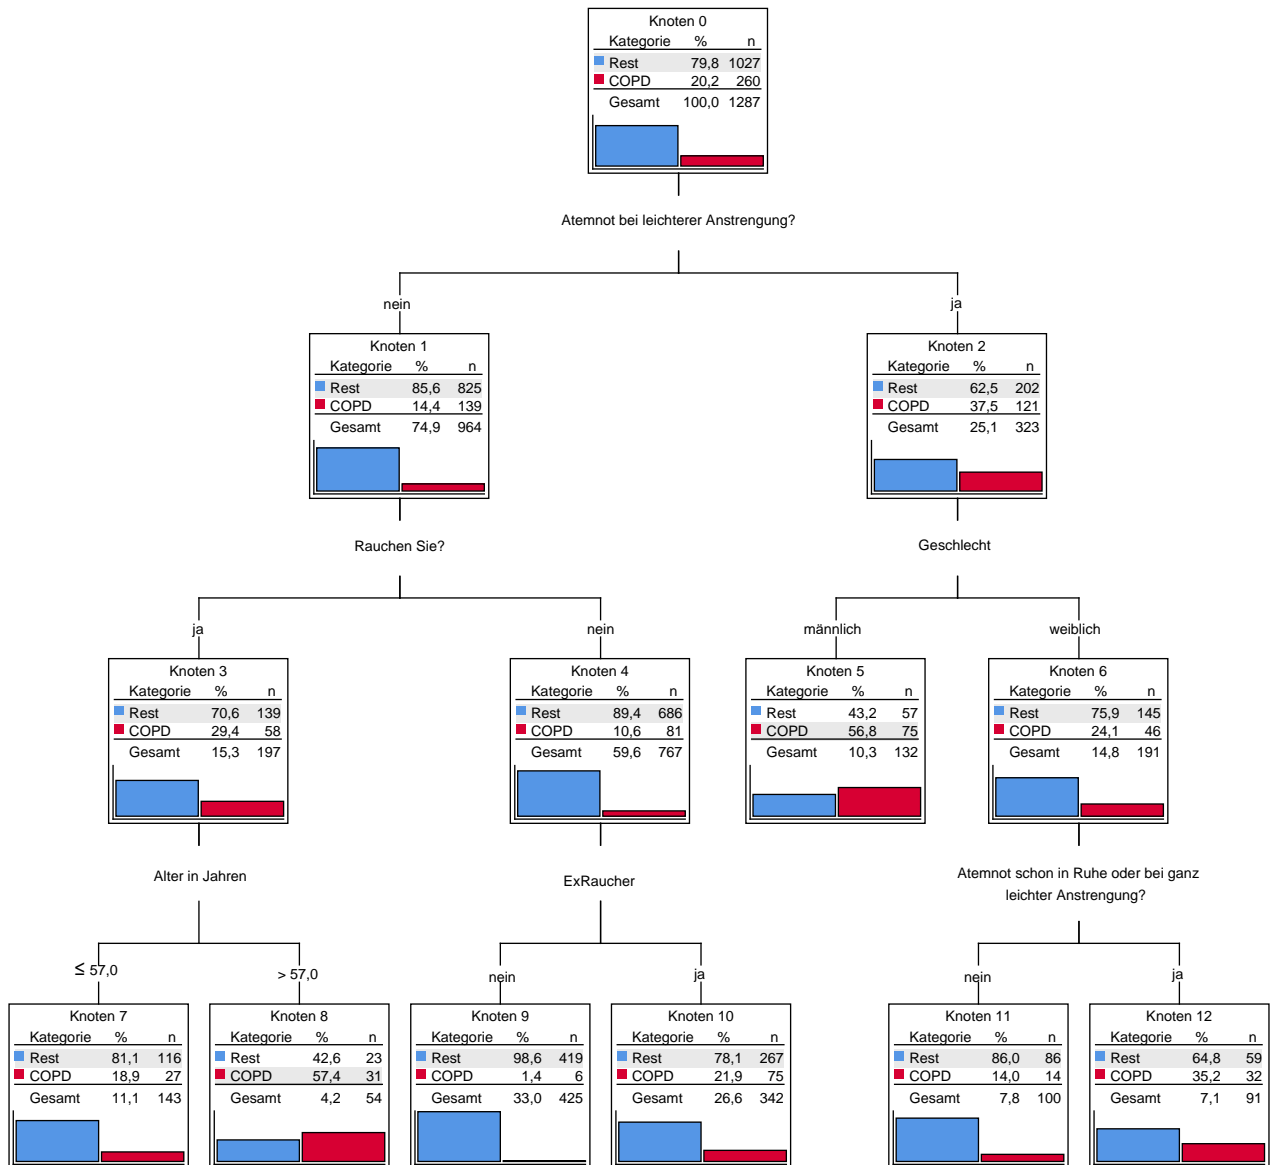 Knoten 0
Kategorie % n
Rest 79,8 1027
COPD 20,2 260
Gesamt 100,0 1287
Atemnot bei leichterer Anstrengung?
nein
ja
Knoten 1
Kategorie % n
Rest 85,6 825
COPD 14,4 139
Gesamt 74,9 964
Knoten 2
Kategorie % n
Rest 62,5 202
COPD 37,5 121
Gesamt 25,1 323
Rauchen Sie?
Geschlecht
ja
nein
männlich
weiblich
Knoten 3
Kategorie % n
Rest 70,6 139
COPD 29,4 58
Gesamt 15,3 197
Knoten 4
Kategorie % n
Rest 89,4 686
COPD 10,6 81
Gesamt 59,6 767
Knoten 5
Kategorie % n
Rest 43,2 57
COPD 56,8 75
Gesamt 10,3 132
Knoten 6
Kategorie % n
Rest 75,9 145
COPD 24,1 46
Gesamt 14,8 191
Alter in Jahren
ExRaucher
Atemnot schon in Ruhe oder bei ganz
leichter Anstrengung?
≤ 57,0
> 57,0
nein
ja
nein
ja
Knoten 7
Kategorie % n
Rest 81,1 116
COPD 18,9 27
Gesamt 11,1 143
Knoten 8
Kategorie % n
Rest 42,6 23
COPD 57,4 31
Gesamt 4,2 54
Knoten 9
Kategorie % n
Rest 98,6 419
COPD 1,4 6
Gesamt 33,0 425
Knoten 10
Kategorie % n
Rest 78,1 267
COPD 21,9 75
Gesamt 26,6 342
Knoten 11
Kategorie % n
Rest 86,0 86
COPD 14,0 14
Gesamt 7,8 100
Knoten 12
Kategorie % n
Rest 64,8 59
COPD 35,2 32
Gesamt 7,1 91